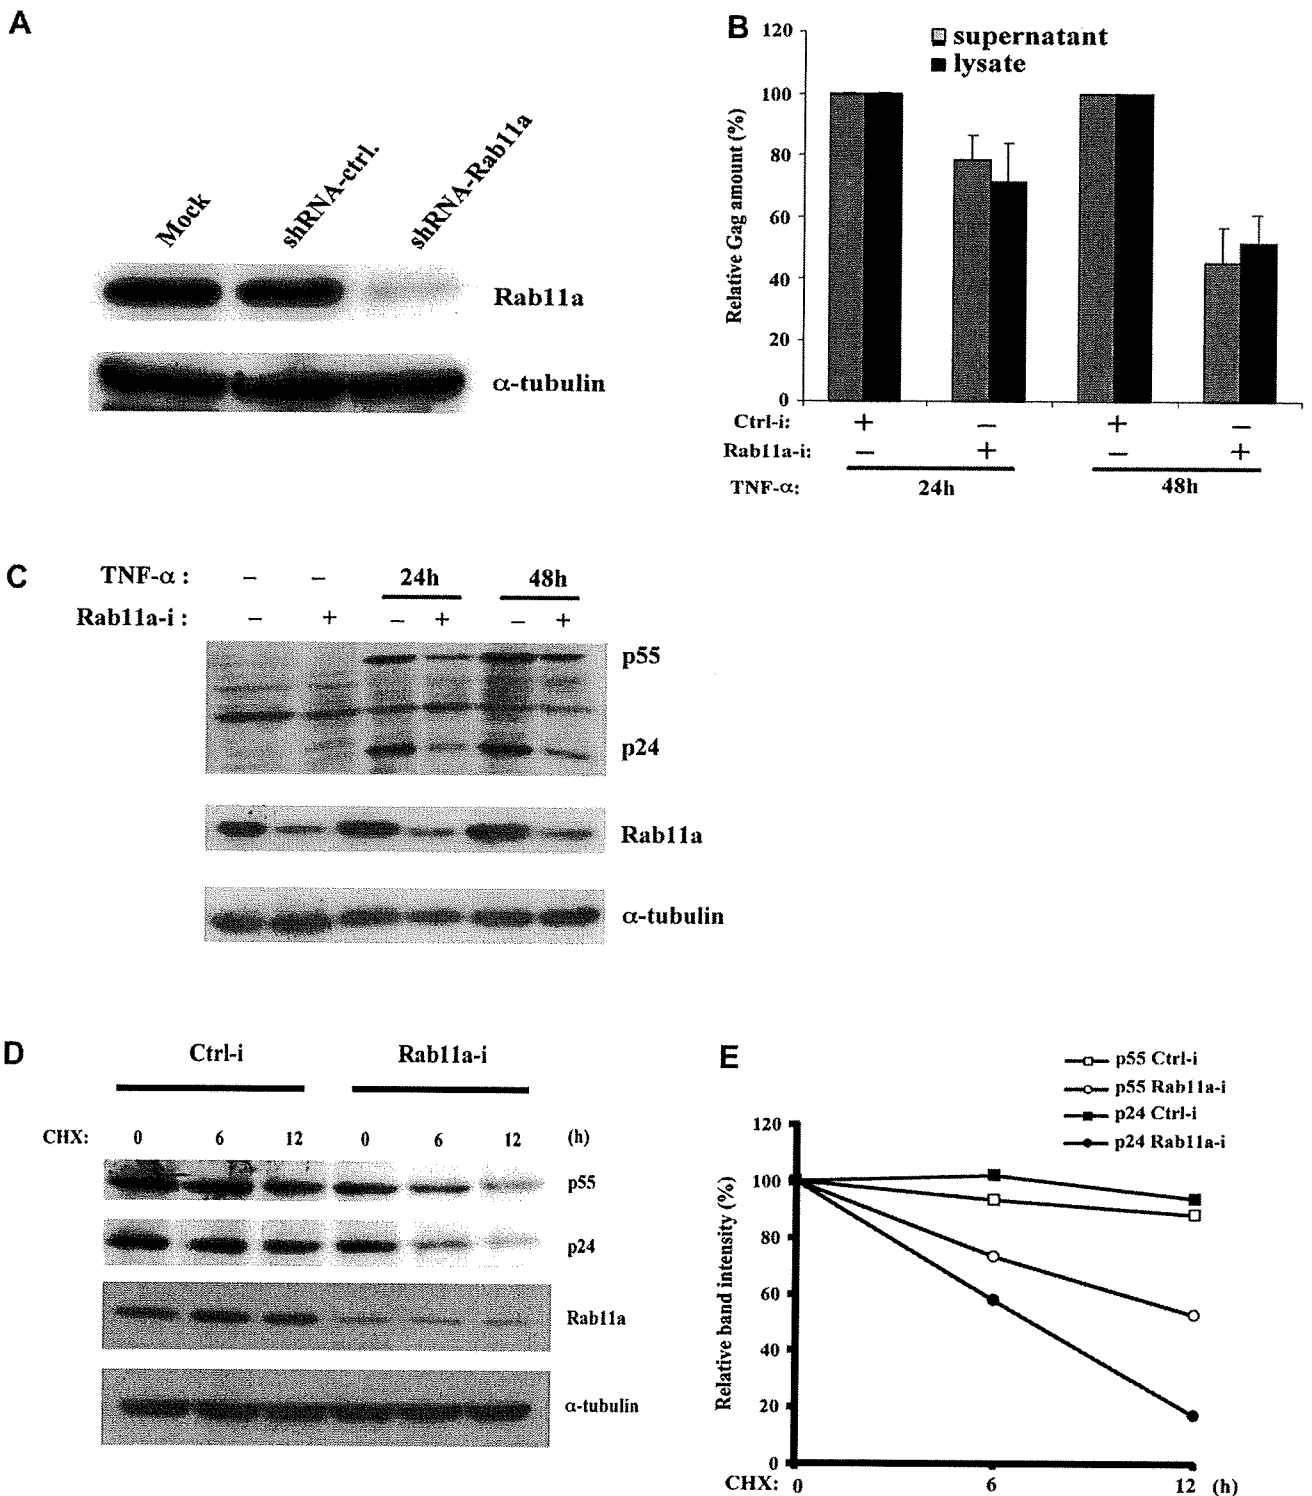 A
Mock
shRNA-ctrl.
shRNA-Rab11a
Rab11a
α-tubulin
B
supernatant
lysate
Relative Gag amount (%)
120
100
80
60
40
20
0
Ctrl-i: + – + –
Rab11a-i: – + – +
TNF-α: 24h 48h
C
TNF-α : – – 24h 48h
Rab11a-i : – + – + – +
p55
p24
Rab11a
α-tubulin
D
Ctrl-i Rab11a-i
CHX: 0 6 12 0 6 12 (h)
p55
p24
Rab11a
α-tubulin
E
p55 Ctrl-i
p55 Rab11a-i
p24 Ctrl-i
p24 Rab11a-i
Relative band intensity (%)
120
100
80
60
40
20
0
CHX: 0 6 12 (h)